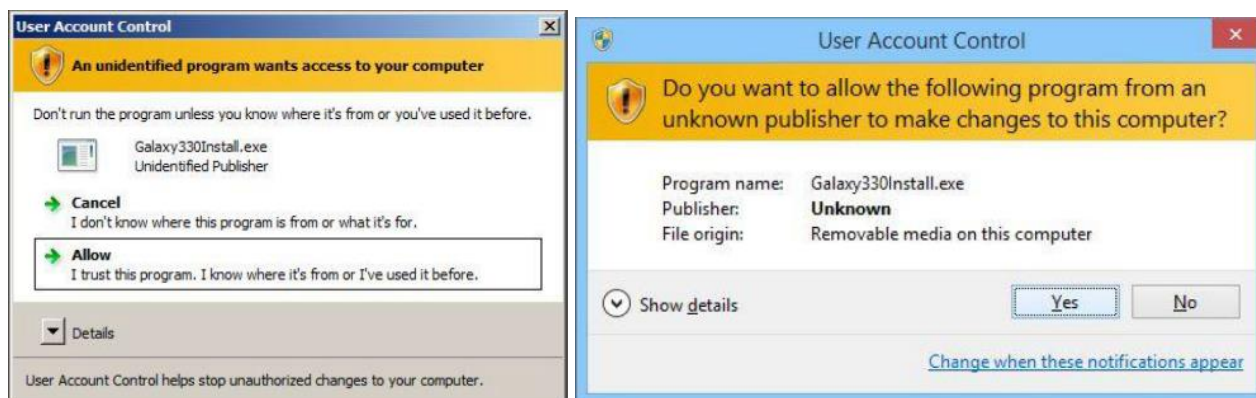 User Account Control
An unidentified program wants access to your computer
Don't run the program unless you know where it's from or you've used it before.
Galaxy330Install.exe
Unidentified Publisher
Cancel
I don't know where this program is from or what it's for.
Allow
I trust this program. I know where it's from or I've used it before.
Details
User Account Control helps stop unauthorized changes to your computer.
User Account Control
Do you want to allow the following program from an
unknown publisher to make changes to this computer?
Program name: Galaxy330Install.exe
Publisher: Unknown
File origin: Removable media on this computer
Show details
Yes No
Change when these notifications appear